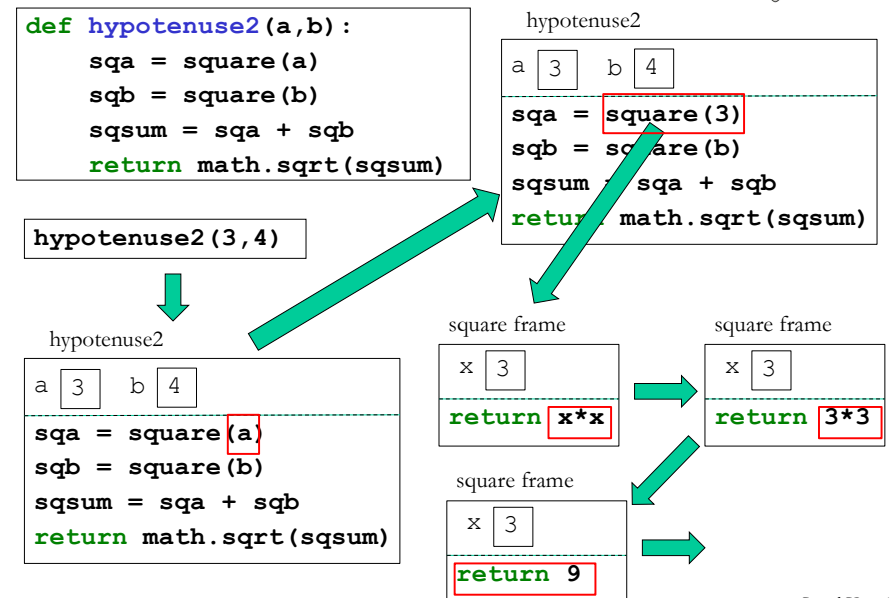 def hypotenuse2(a,b):
sqa = square(a)
sqb = square(b)
sqsum = sqa + sqb
return math.sqrt(sqsum)
hypotenuse2(3,4)
hypotenuse2
a 3 b 4
sqa = square(a)
sqb = square(b)
sqsum = sqa + sqb
return math.sqrt(sqsum)
hypotenuse2
a 3 b 4
sqa = square(3)
sqb = square(b)
sqsum = sqa + sqb
return math.sqrt(sqsum)
square frame
x 3
return x*x
square frame
x 3
return 3*3
square frame
x 3
return 9